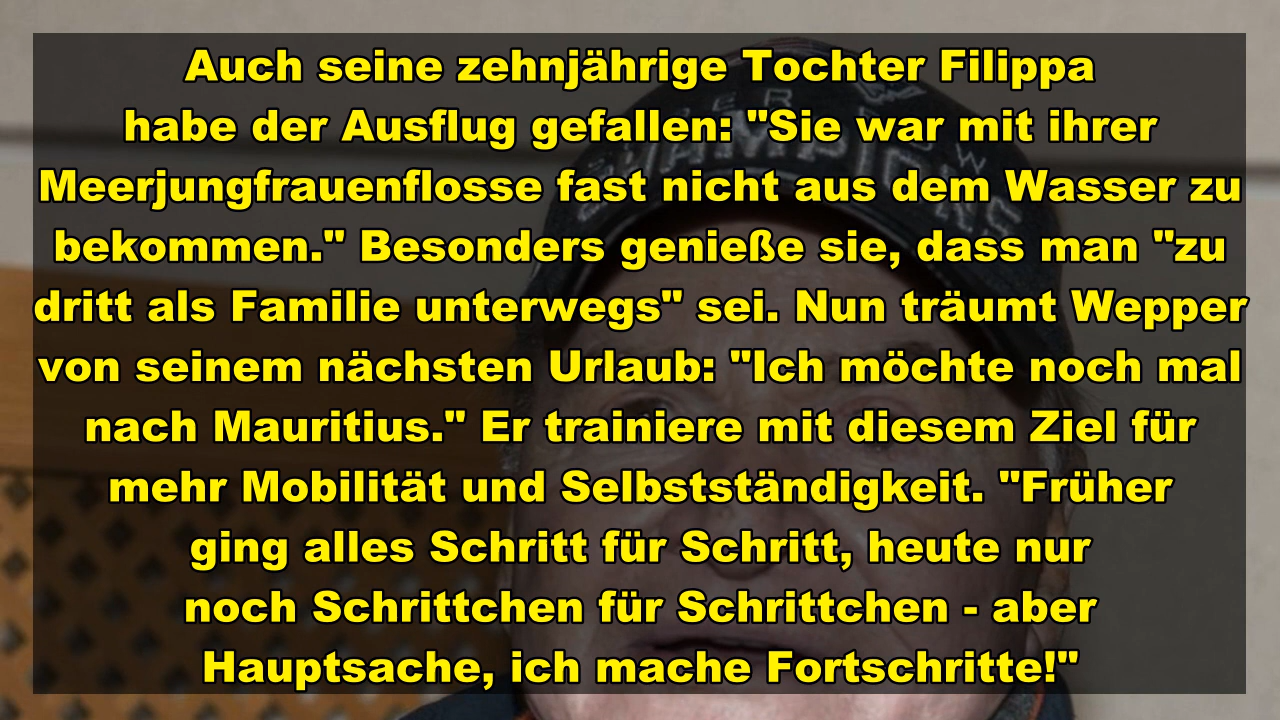 Auch seine zehnjährige Tochter Filippa
habe der Ausflug gefallen: "Sie war mit ihrer
Meerjungfrauenflosse fast nicht aus dem Wasser zu
bekommen." Besonders genieße sie, dass man "zu
dritt als Familie unterwegs" sei. Nun träumt Wepper
von seinem nächsten Urlaub: "Ich möchte noch mal
nach Mauritius." Er trainiere mit diesem Ziel für
mehr Mobilität und Selbstständigkeit. "Früher
ging alles Schritt für Schritt, heute nur
noch Schrittchen für Schrittchen - aber
Hauptsache, ich mache Fortschritte!"